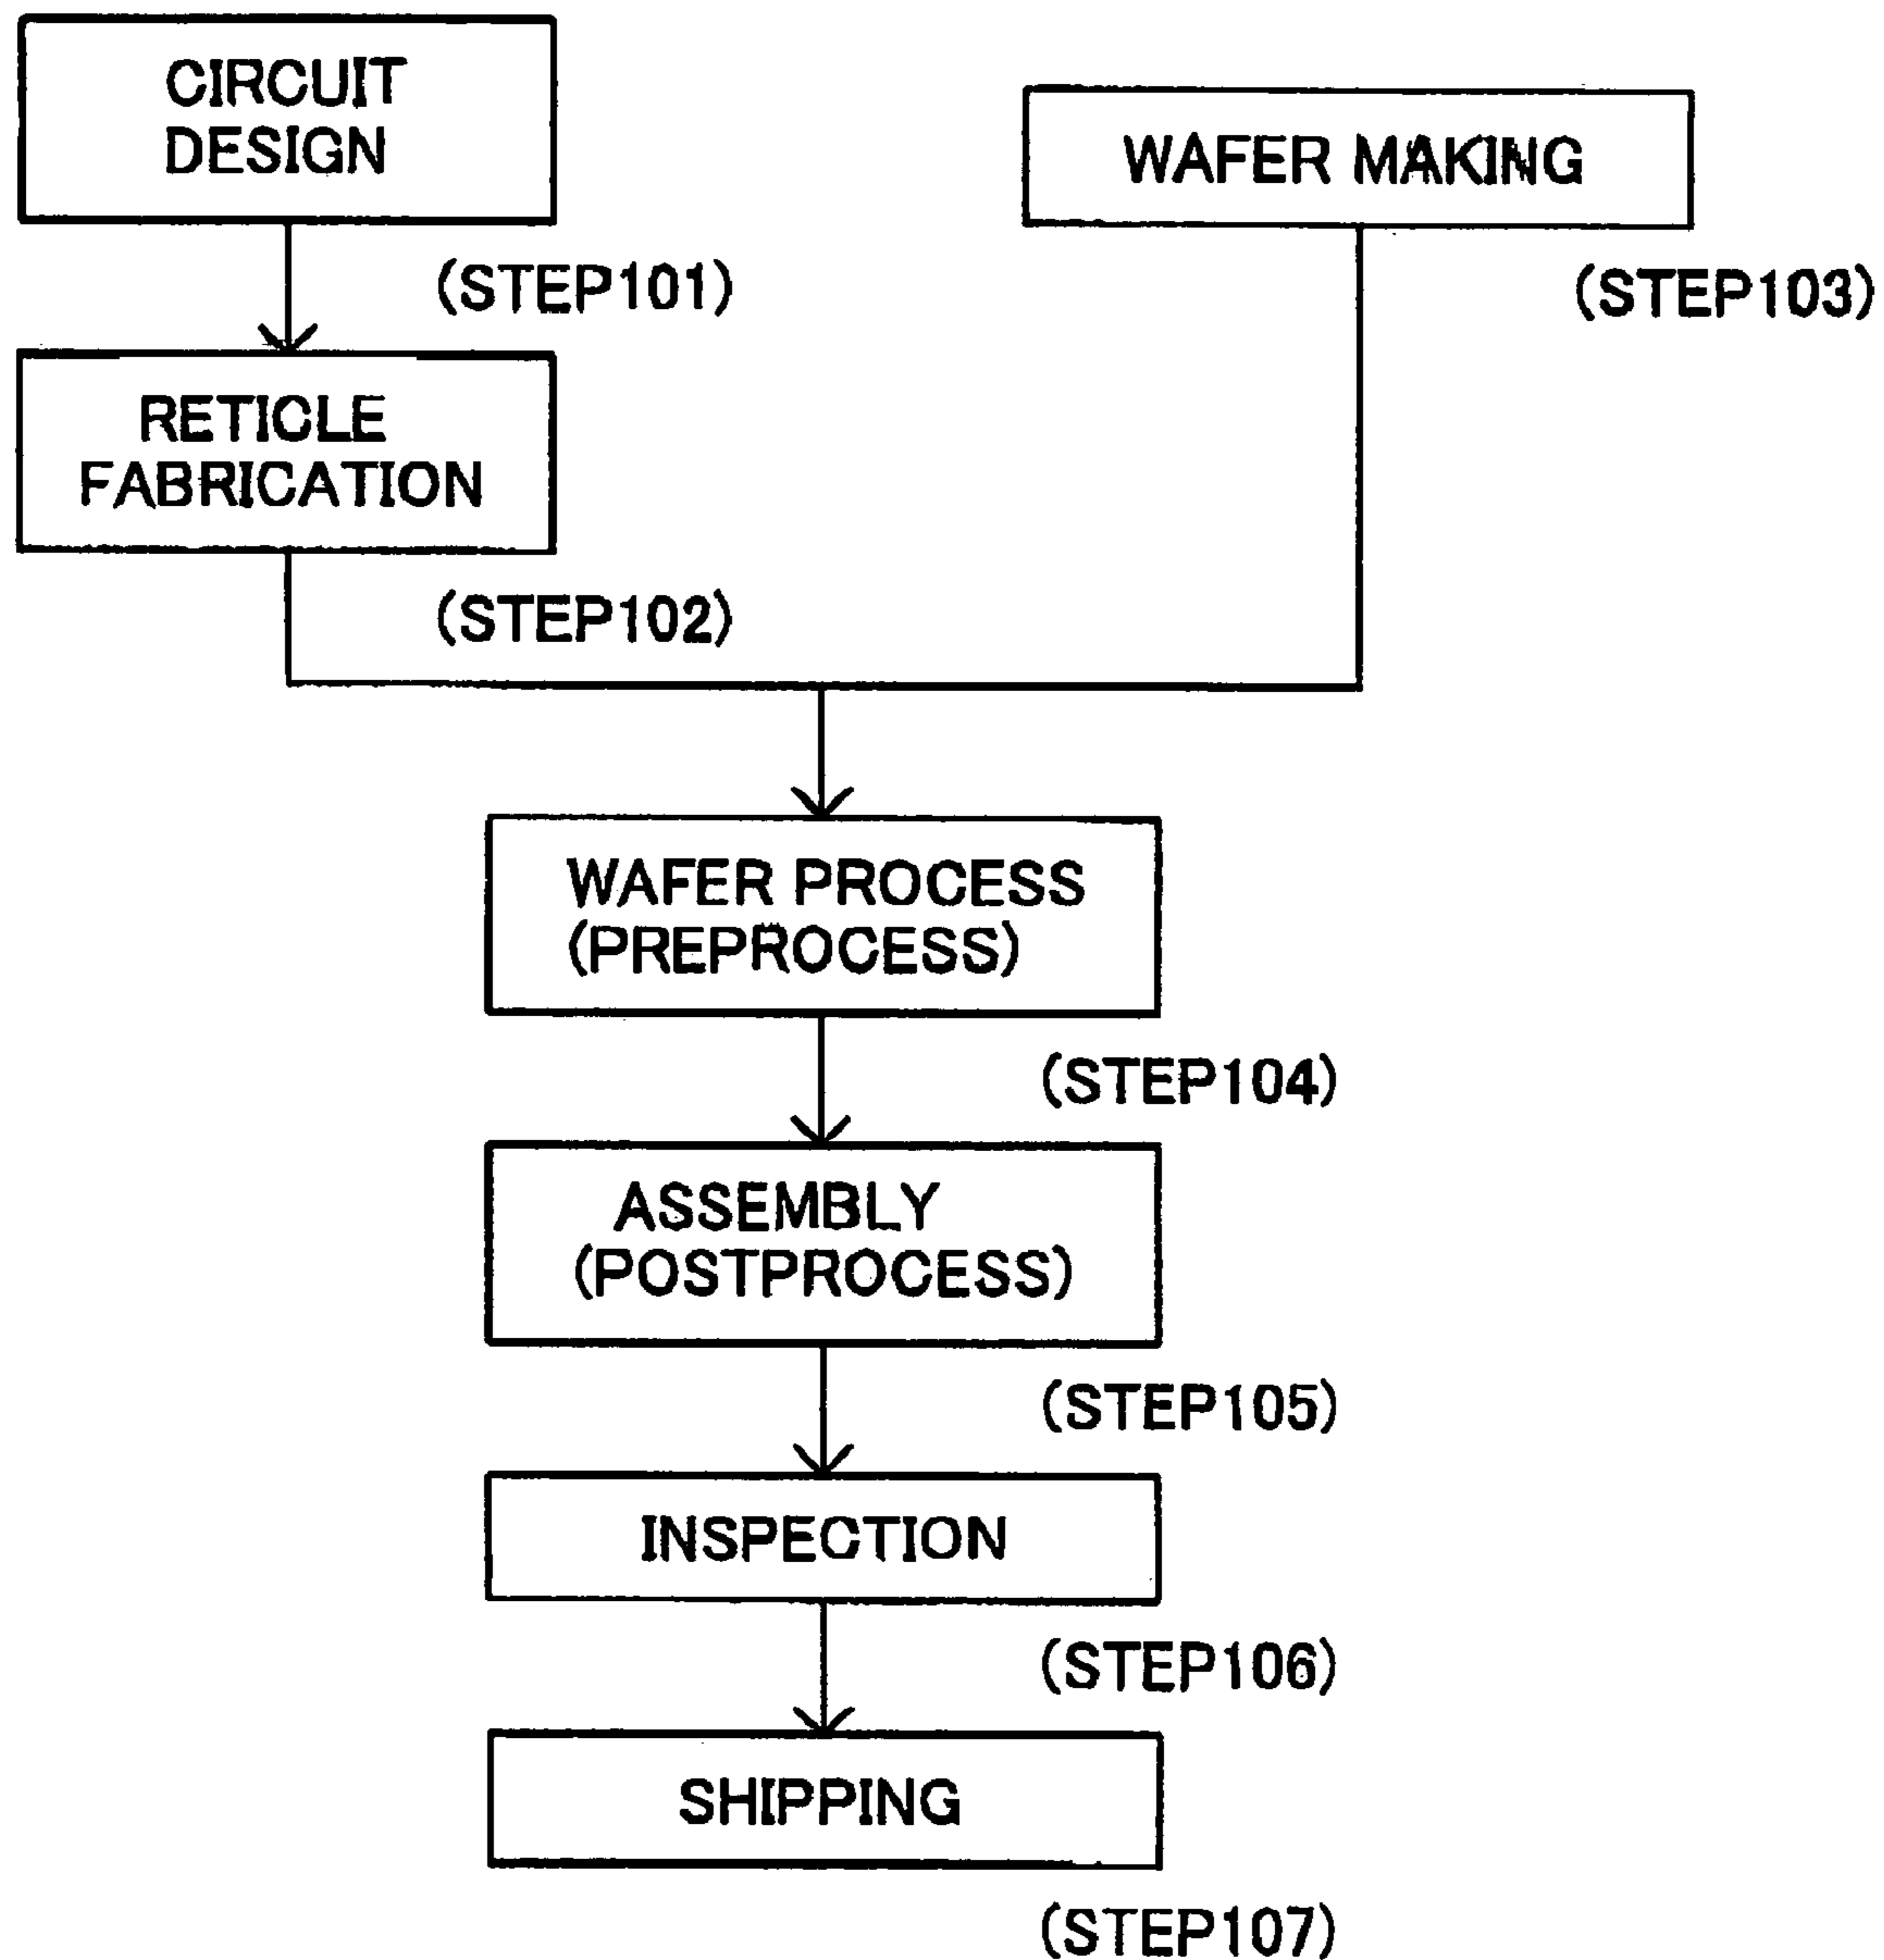 CIRCUIT
DESIGN
(STEP101)
WAFER MAKING
(STEP103)
RETICLE
FABRICATION
(STEP102)
WAFER PROCESS
(PREPROCESS)
(STEP104)
ASSEMBLY
(POSTPROCESS)
(STEP105)
INSPECTION
(STEP106)
SHIPPING
(STEP107)